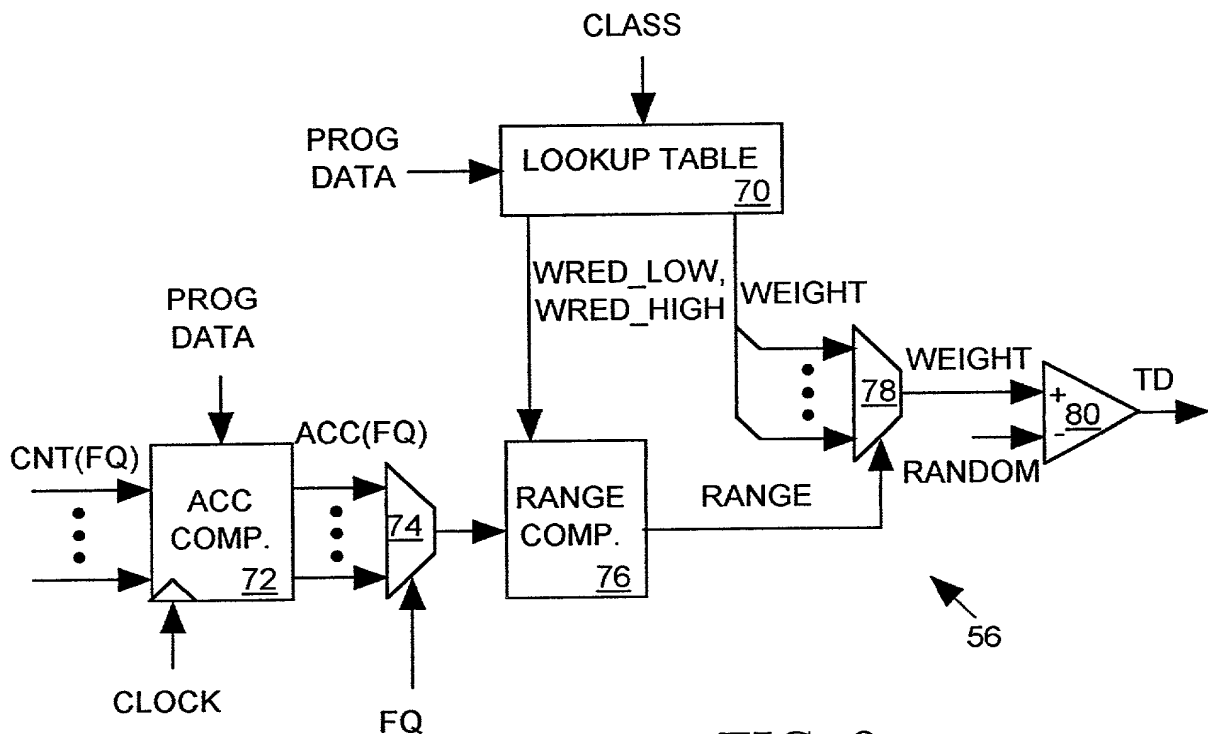 CLASS
PROG
DATA
LOOKUP TABLE
70
WRED_LOW,
WRED_HIGH
WEIGHT
PROG
DATA
78
WEIGHT
TD
+
-
80
RANDOM
CNT(FQ)
ACC(FQ)
ACC
COMP.
72
74
RANGE
COMP.
76
RANGE
56
CLOCK
FQ